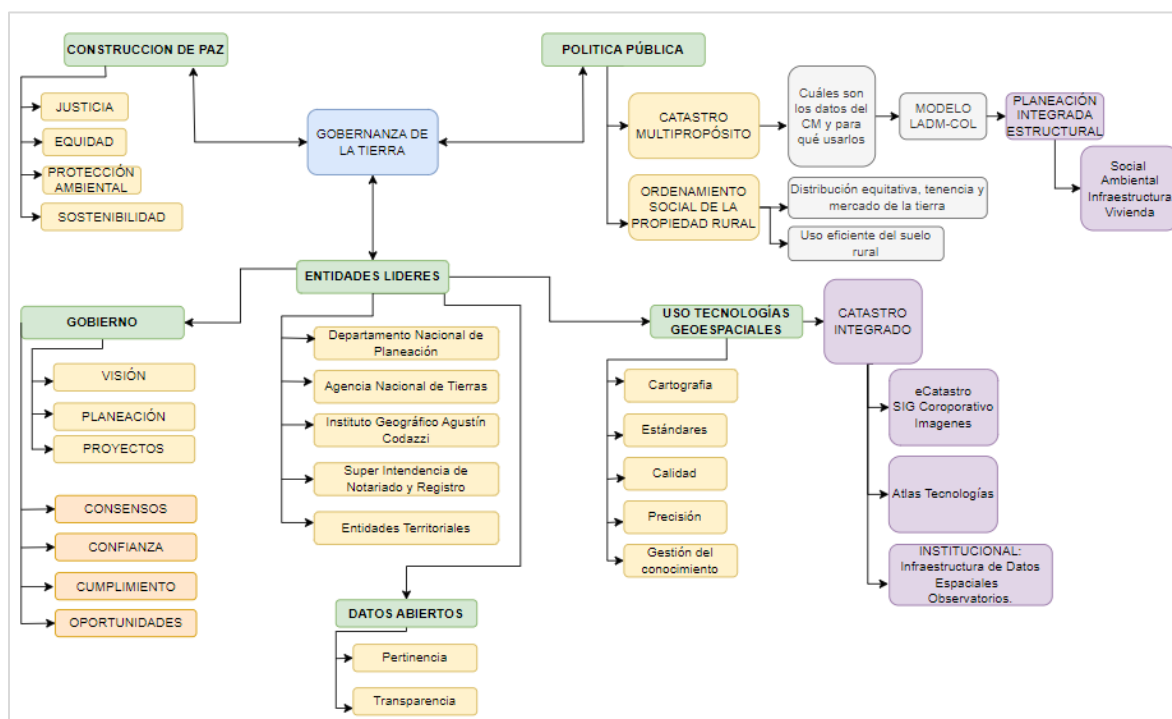 CONSTRUCCION DE PAZ
JUSTICIA
EQUIDAD
PROTECCIÓN
AMBIENTAL
SOSTENIBILIDAD
GOBERNANZA DE
LA TIERRA
POLITICA PÚBLICA
CATASTRO
MULTIPROPÓSITO
Cuáles son
los datos del
CM y para
qué usarlos
MODELO
LADM-COL
PLANEACIÓN
INTEGRADA
ESTRUCTURAL
Social
Ambiental
Infraestructura
Vivienda
ORDENAMIENTO
SOCIAL DE LA
PROPIEDAD RURAL
Distribución equitativa, tenencia y
mercado de la tierra
Uso eficiente del suelo
rural
ENTIDADES LIDERES
GOBIERNO
VISIÓN
PLANEACIÓN
PROYECTOS
CONSENSOS
CONFIANZA
CUMPLIMIENTO
OPORTUNIDADES
Departamento Nacional de
Planeación
Agencia Nacional de Tierras
Instituto Geográfico Agustín
Codazzi
Super Intendencia de
Notariado y Registro
Entidades Territoriales
DATOS ABIERTOS
Pertinencia
Transparencia
USO TECNOLOGÍAS
GEOESPACIALES
Cartografia
Estándares
Calidad
Precisión
Gestión del
conocimiento
CATASTRO
INTEGRADO
eCatastro
SIG Coroporativo
Imagenes
Atlas Tecnologías
INSTITUCIONAL:
Infraestructura de Datos
Espaciales
Observatorios.